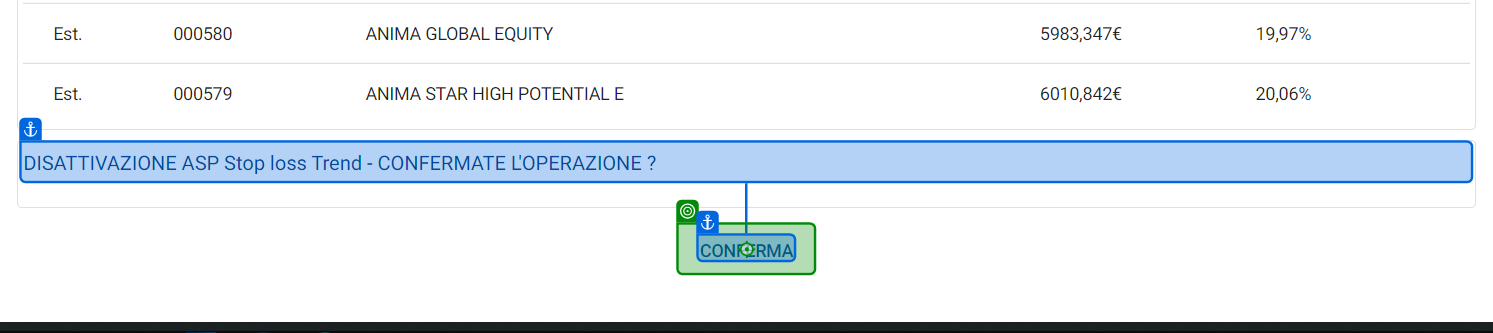 Est. 000580 ANIMA GLOBAL EQUITY 5983,347€ 19,97%
Est. 000579 ANIMA STAR HIGH POTENTIAL E 6010,842€ 20,06%
DISATTIVAZIONE ASP Stop loss Trend - CONFERMATE L'OPERAZIONE ?
CONFERMA